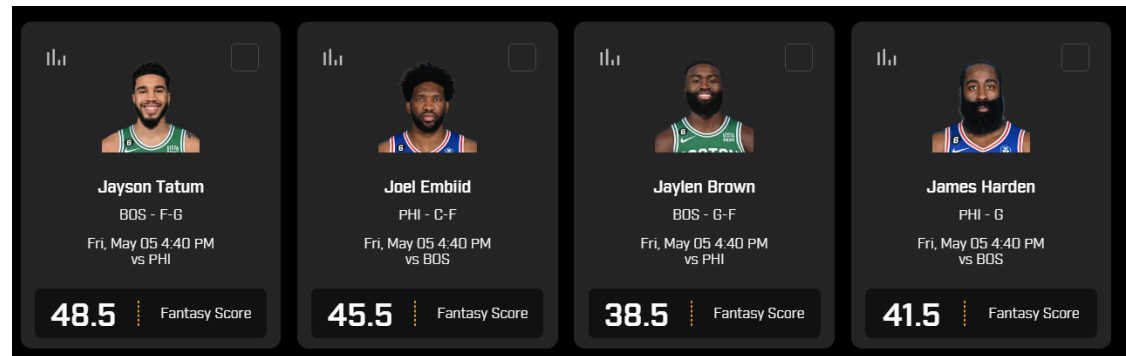 Jayson Tatum
BOS - F-G
Fri, May 05 4:40 PM
vs PHI
48.5 Fantasy Score
Joel Embiid
PHI - C-F
Fri, May 05 4:40 PM
vs BOS
45.5 Fantasy Score
Jaylen Brown
BOS - G-F
Fri, May 05 4:40 PM
vs PHI
38.5 Fantasy Score
James Harden
PHI - G
Fri, May 05 4:40 PM
vs BOS
41.5 Fantasy Score